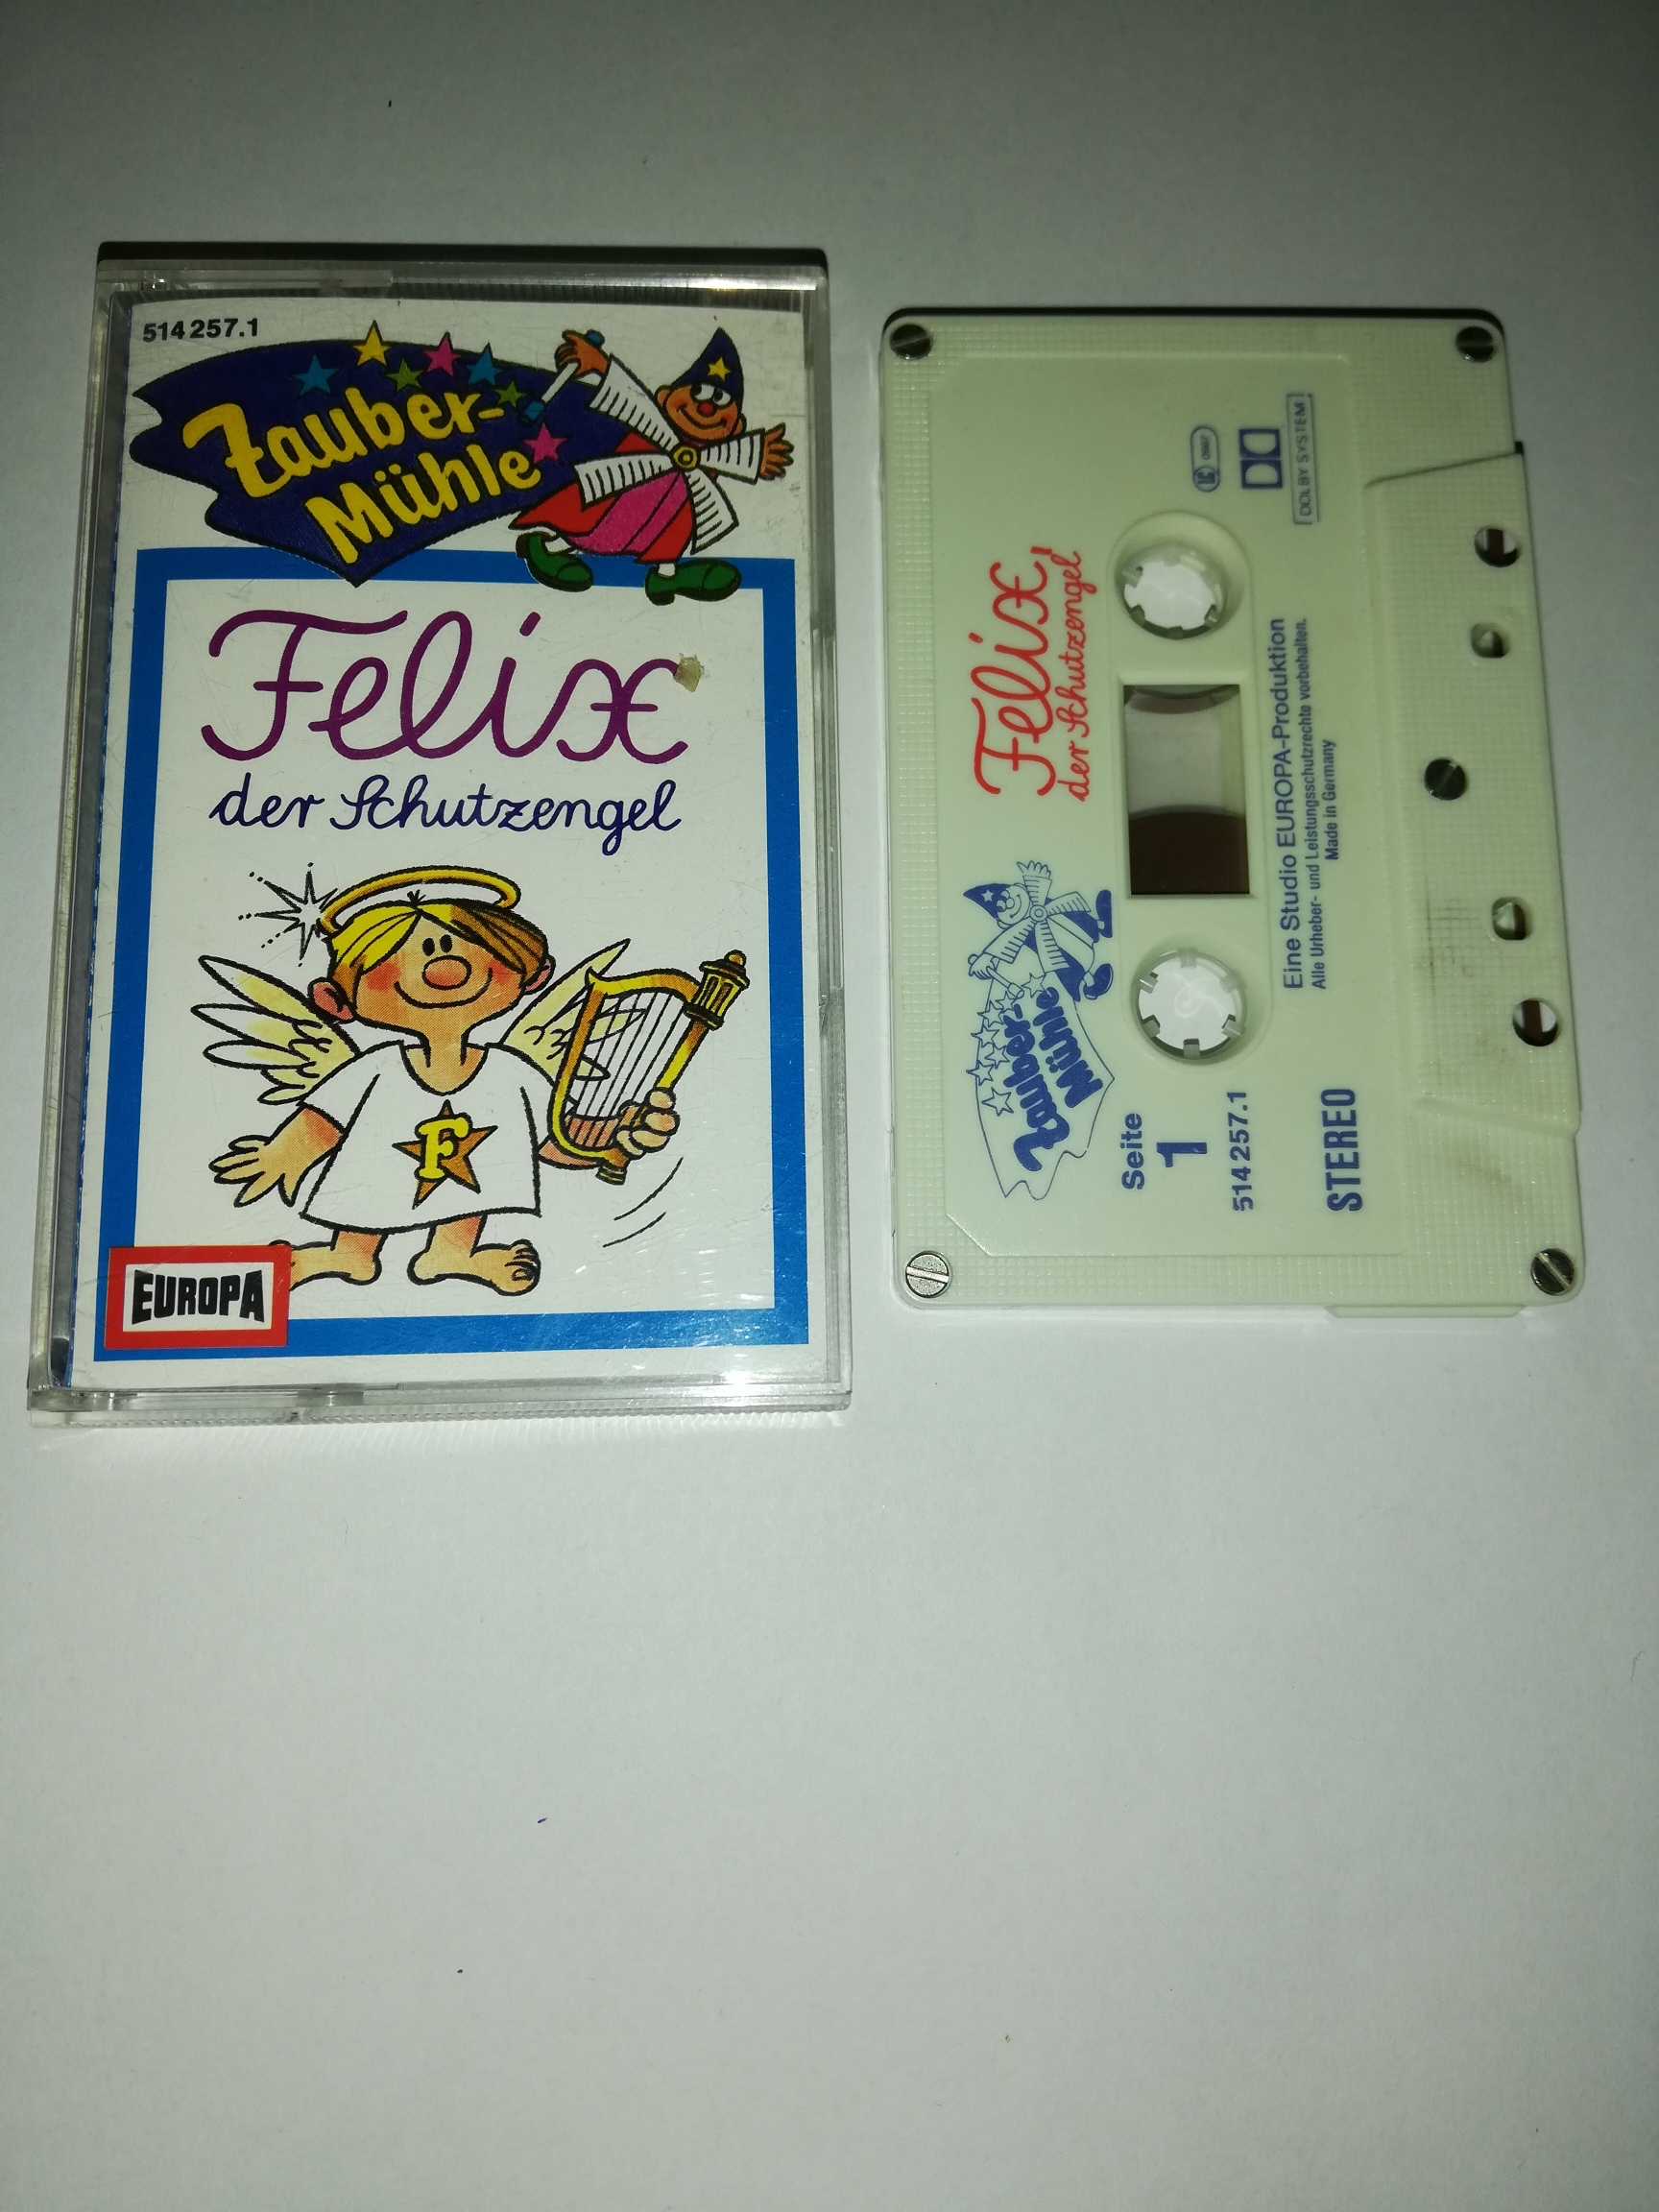 514 257.1
Zauber-
Mühle
Felix
der Schutzengel
F
EUROPA
Felix,
der Schutzengel
Zauber-
Mühle
Seite
1
514 257.1
STEREO
Eine Studio EUROPA-Produktion
Alle Urheber- und Leistungsschutzrechte vorbehalten.
Made in Germany
DOLBY SYSTEM